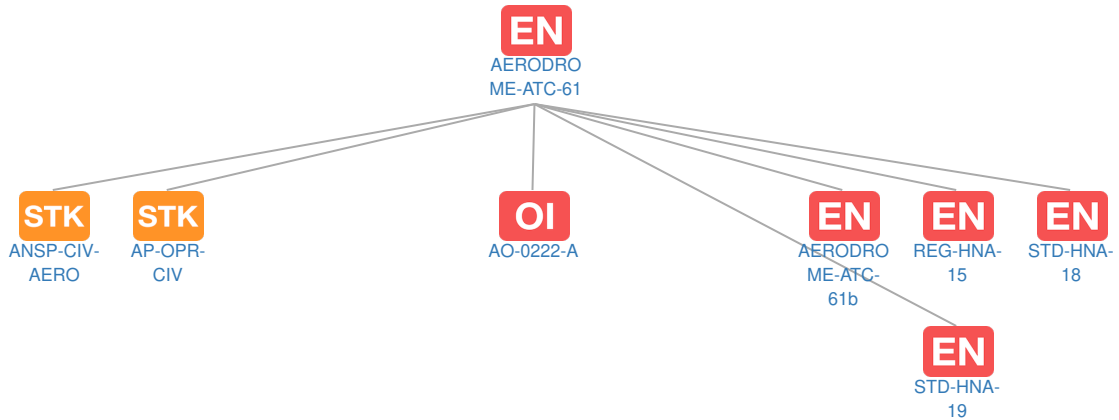 EN
AERODRO
ME-ATC-61
STK
ANSP-CIV-
AERO
STK
AP-OPR-
CIV
OI
AO-0222-A
EN
AERODRO
ME-ATC-
61b
EN
REG-HNA-
15
EN
STD-HNA-
18
EN
STD-HNA-
19